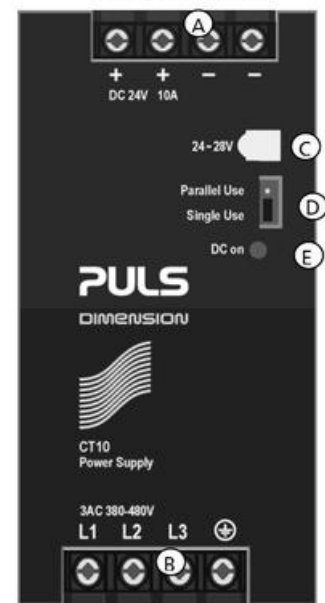 A
+ + − −
DC 24V 10A
24-28V
C
Parallel Use
D
Single Use
DC on
E
PULS
DIMENSION
CT10
Power Supply
3AC 380-480V
L1 L2 L3
B